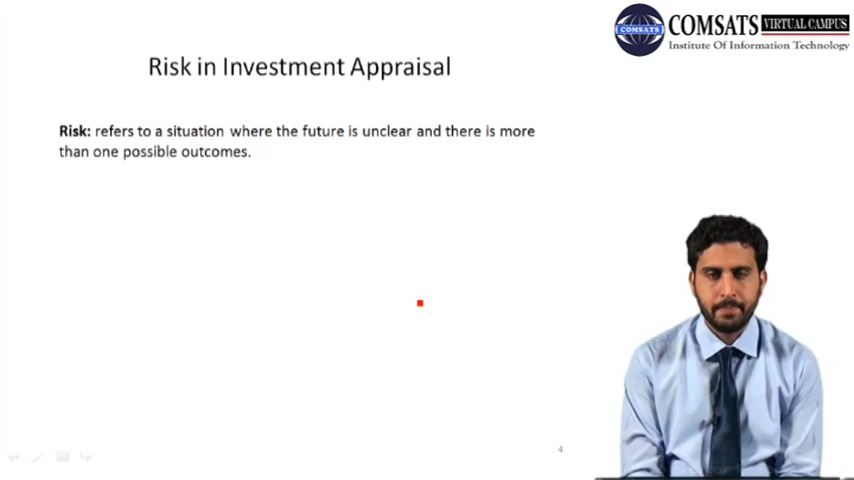 COMSATS VIRTUAL CAMPUS
Institute Of Information Technology
COMSATS
Risk in Investment Appraisal
Risk: refers to a situation where the future is unclear and there is more
than one possible outcomes.
4